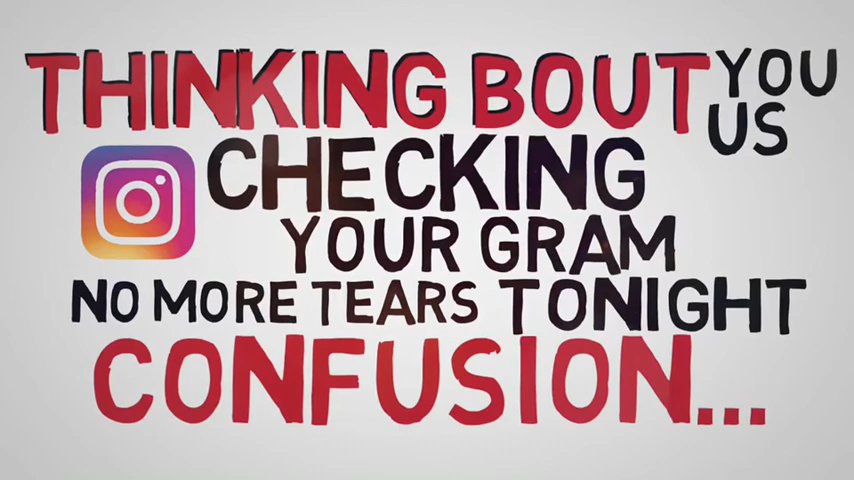 THINKING BOUT YOU
US
CHECKING
YOUR GRAM
NO MORE TEARS TONIGHT
CONFUSION...